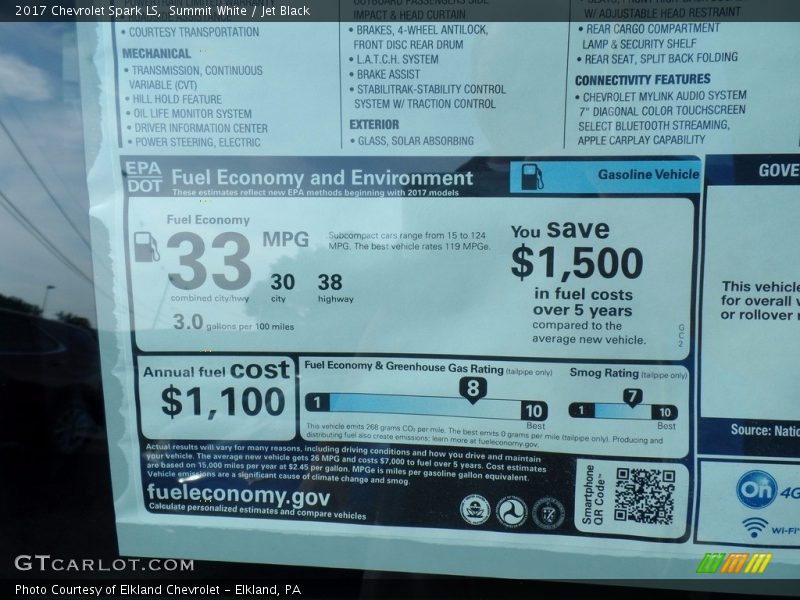 2017 Chevrolet Spark LS, Summit White / Jet Black
• COURTESY TRANSPORTATION
MECHANICAL
• TRANSMISSION, CONTINUOUS
VARIABLE (CVT)
• HILL HOLD FEATURE
• OIL LIFE MONITOR SYSTEM
• DRIVER INFORMATION CENTER
• POWER STEERING, ELECTRIC
IMPACT & HEAD CURTAIN
• BRAKES, 4-WHEEL ANTILOCK,
FRONT DISC REAR DRUM
• L.A.T.C.H. SYSTEM
• BRAKE ASSIST
• STABILITRAK-STABILITY CONTROL
SYSTEM W/ TRACTION CONTROL
EXTERIOR
• GLASS, SOLAR ABSORBING
W/ ADJUSTABLE HEAD RESTRAINT
• REAR CARGO COMPARTMENT
LAMP & SECURITY SHELF
• REAR SEAT, SPLIT BACK FOLDING
CONNECTIVITY FEATURES
• CHEVROLET MYLINK AUDIO SYSTEM
7" DIAGONAL COLOR TOUCHSCREEN
SELECT BLUETOOTH STREAMING,
APPLE CARPLAY CAPABILITY
EPA
DOT
Fuel Economy and Environment
These estimates reflect new EPA methods beginning with 2017 models
Gasoline Vehicle
Fuel Economy
33 MPG
combined city/hwy
30
city
38
highway
3.0 gallons per 100 miles
Subcompact cars range from 15 to 124
MPG. The best vehicle rates 119 MPGe.
You save
$1,500
in fuel costs
over 5 years
compared to the
average new vehicle.
GC2
Annual fuel cost
$1,100
Fuel Economy & Greenhouse Gas Rating (tailpipe only)
1
8
10
Best
This vehicle emits 268 grams CO₂ per mile. The best emits 0 grams per mile (tailpipe only). Producing and
distributing fuel also create emissions; learn more at fueleconomy.gov.
Smog Rating (tailpipe only)
1
7
10
Best
Actual results will vary for many reasons, including driving conditions and how you drive and maintain
your vehicle. The average new vehicle gets 26 MPG and costs $7,000 to fuel over 5 years. Cost estimates
are based on 15,000 miles per year at $2.45 per gallon. MPGe is miles per gasoline gallon equivalent.
Vehicle emissions are a significant cause of climate change and smog.
fueleconomy.gov
Calculate personalized estimates and compare vehicles
Smartphone
QR Code™
GOVE
This vehicle
for overall v
or rollover r
Source: Natio
On
4G
WI-FI
GTCARLOT.COM
Photo Courtesy of Elkland Chevrolet - Elkland, PA